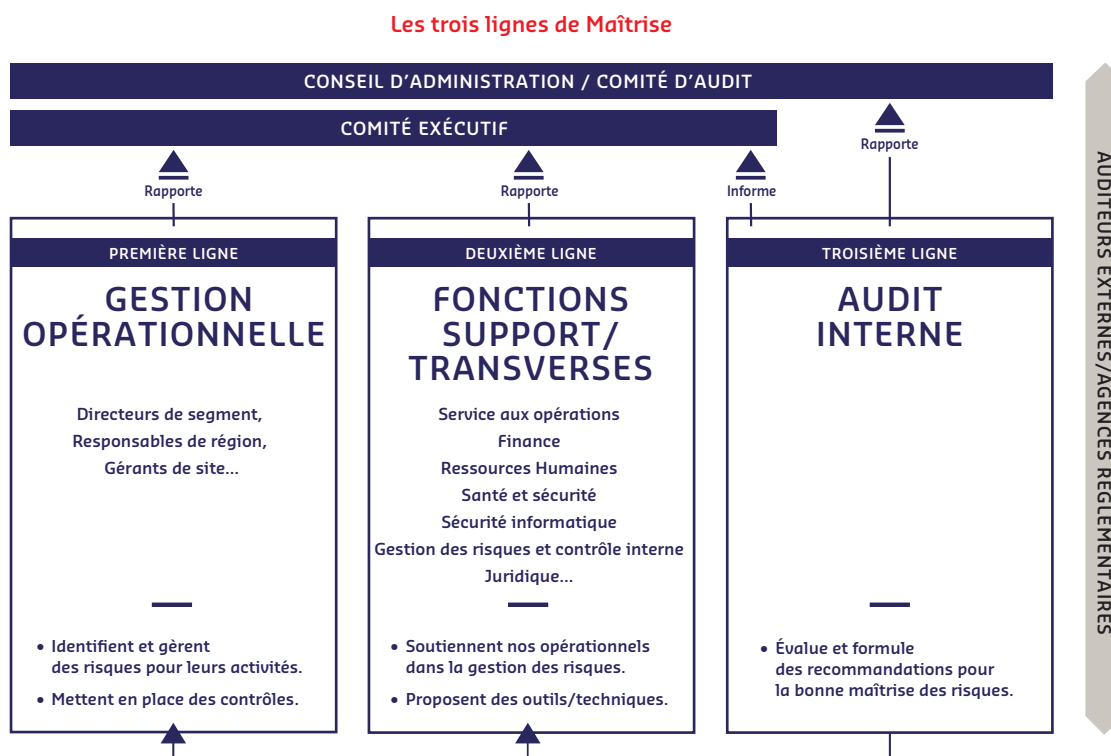 Les trois lignes de Maîtrise
CONSEIL D'ADMINISTRATION / COMITÉ D'AUDIT
COMITÉ EXÉCUTIF
Rapporte
Rapporte
Informe
Rapporte
PREMIÈRE LIGNE
GESTION
OPÉRATIONNELLE
Directeurs de segment,
Responsables de région,
Gérants de site...
• Identifient et gèrent
des risques pour leurs activités.
• Mettent en place des contrôles.
DEUXIÈME LIGNE
FONCTIONS
SUPPORT/
TRANSVERSES
Service aux opérations
Finance
Ressources Humaines
Santé et sécurité
Sécurité informatique
Gestion des risques et contrôle interne
Juridique...
• Soutiennent nos opérationnels
dans la gestion des risques.
• Proposent des outils/techniques.
TROISIÈME LIGNE
AUDIT
INTERNE
• Évalue et formule
des recommandations pour
la bonne maîtrise des risques.
AUDITEURS EXTERNES/AGENCES REGLEMENTAIRES